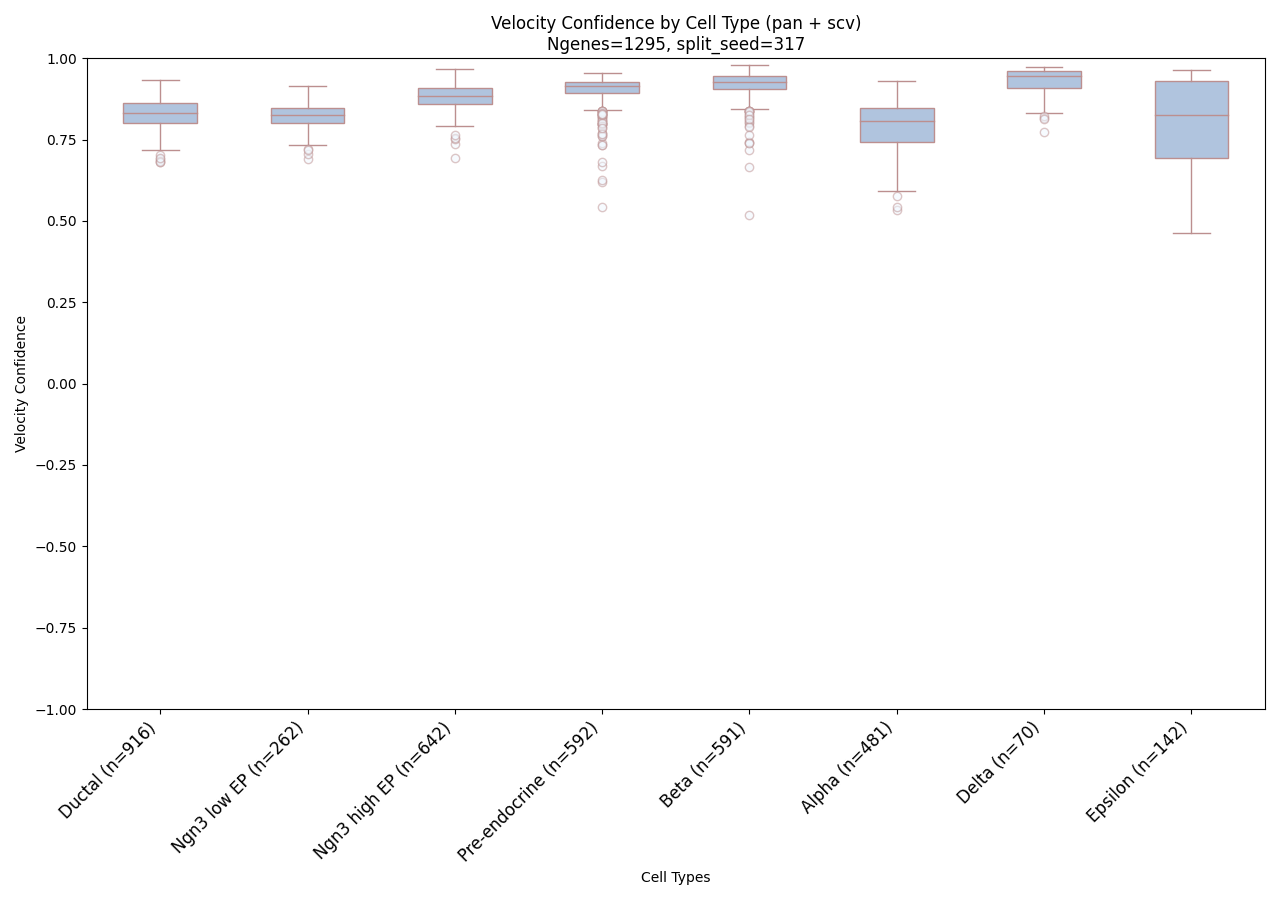 Velocity Confidence by Cell Type (pan + scv)
Ngenes=1295, split_seed=317
Velocity Confidence
1.00
0.75
0.50
0.25
0.00
−0.25
−0.50
−0.75
−1.00
Ductal (n=916)
Ngn3 low EP (n=262)
Ngn3 high EP (n=642)
Pre-endocrine (n=592)
Beta (n=591)
Alpha (n=481)
Delta (n=70)
Epsilon (n=142)
Cell Types